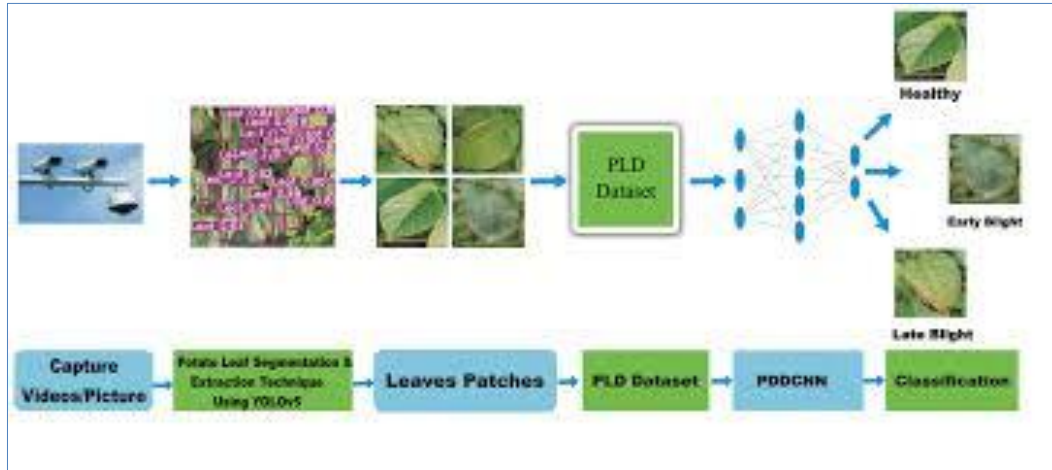 Healthy
PLD
Dataset
Early Blight
Late Blight
Capture
Videos/Picture
Potato Leaf Segmentation &
Extraction Technique
Using YOLOv5
Leaves Patches
PLD Dataset
PDDCNN
Classification